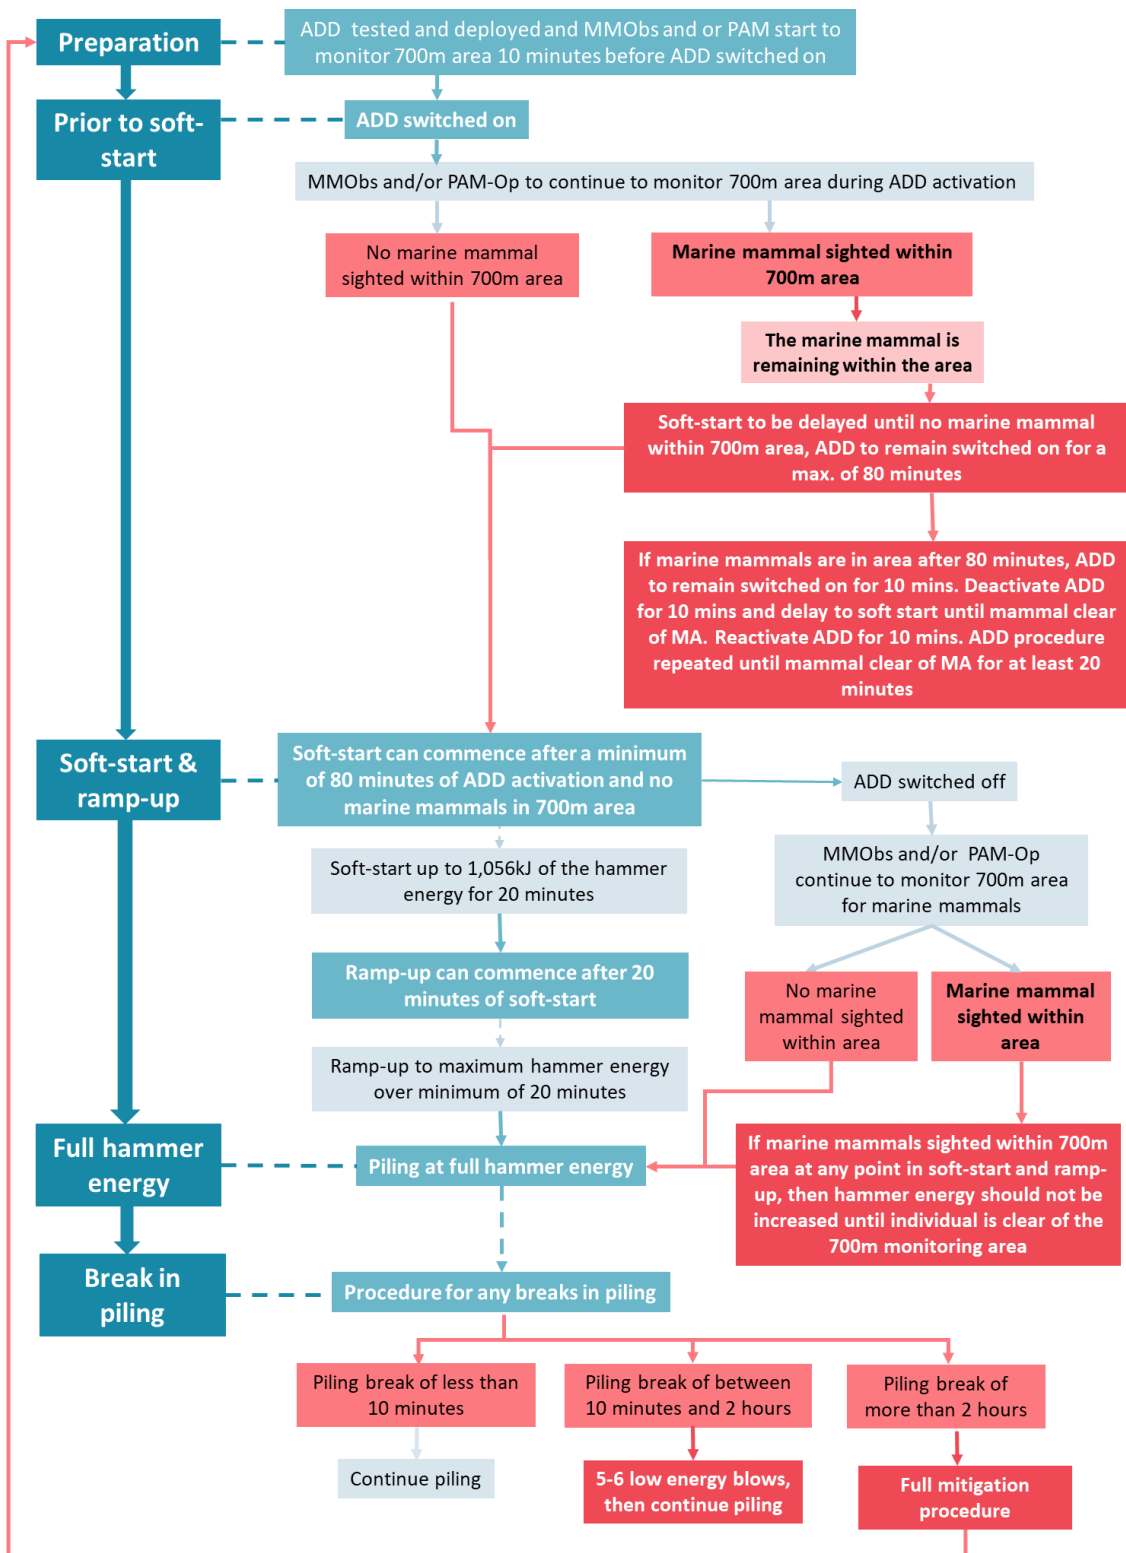 Preparation
ADD tested and deployed and MMObs and or PAM start to
monitor 700m area 10 minutes before ADD switched on
Prior to soft-
start
ADD switched on
MMObs and/or PAM-Op to continue to monitor 700m area during ADD activation
No marine mammal
sighted within 700m area
Marine mammal sighted within
700m area
The marine mammal is
remaining within the area
Soft-start to be delayed until no marine mammal
within 700m area, ADD to remain switched on for a
max. of 80 minutes
If marine mammals are in area after 80 minutes, ADD
to remain switched on for 10 mins. Deactivate ADD
for 10 mins and delay to soft start until mammal clear
of MA. Reactivate ADD for 10 mins. ADD procedure
repeated until mammal clear of MA for at least 20
minutes
Soft-start &
ramp-up
Soft-start can commence after a minimum
of 80 minutes of ADD activation and no
marine mammals in 700m area
ADD switched off
MMObs and/or PAM-Op
continue to monitor 700m area
for marine mammals
Soft-start up to 1,056kJ of the hammer
energy for 20 minutes
Ramp-up can commence after 20
minutes of soft-start
No marine
mammal sighted
within area
Marine mammal
sighted within
area
Ramp-up to maximum hammer energy
over minimum of 20 minutes
Full hammer
energy
Piling at full hammer energy
If marine mammals sighted within 700m
area at any point in soft-start and ramp-
up, then hammer energy should not be
increased until individual is clear of the
700m monitoring area
Break in
piling
Procedure for any breaks in piling
Piling break of less than
10 minutes
Piling break of between
10 minutes and 2 hours
Piling break of
more than 2 hours
Continue piling
5-6 low energy blows,
then continue piling
Full mitigation
procedure